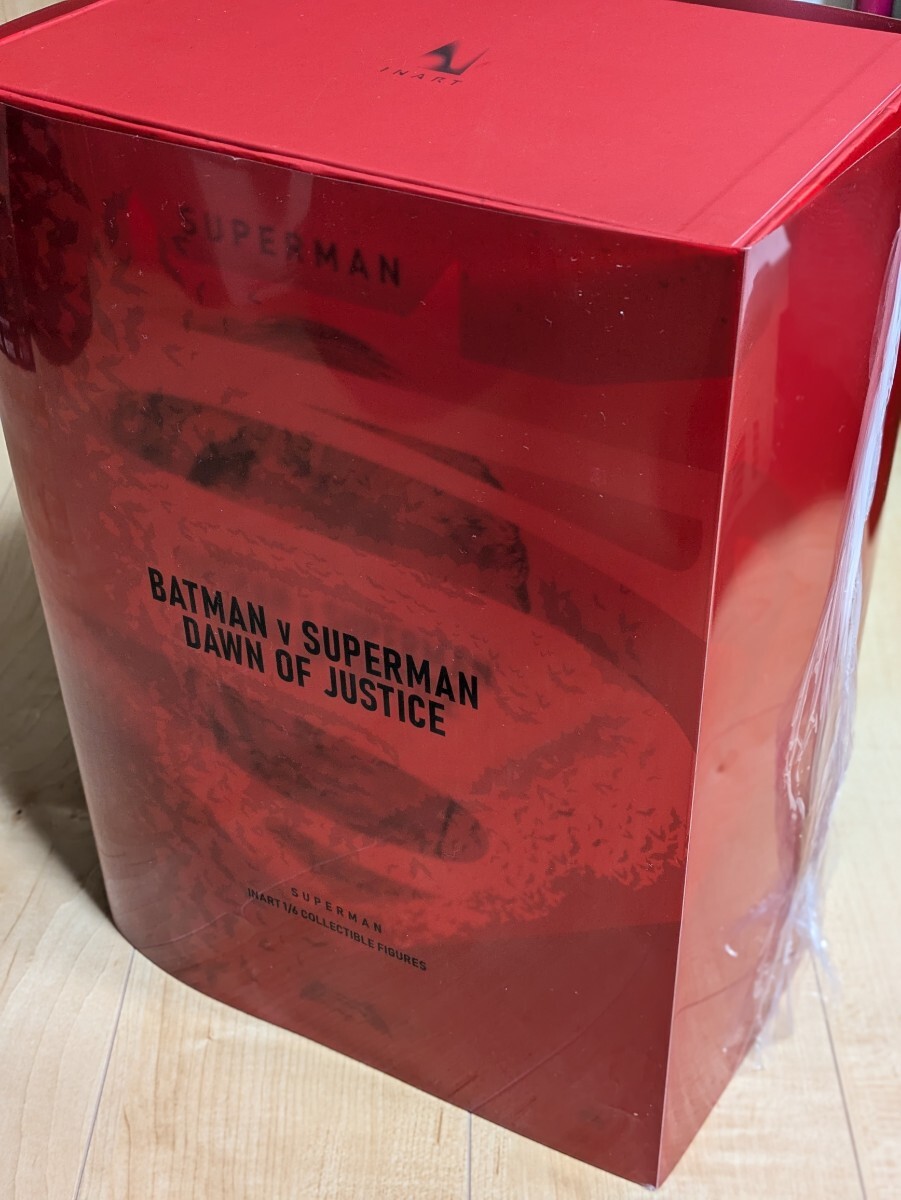 INART
SUPERMAN
BATMAN v SUPERMAN
DAWN OF JUSTICE
SUPERMAN
INART 1/6 COLLECTIBLE FIGURES